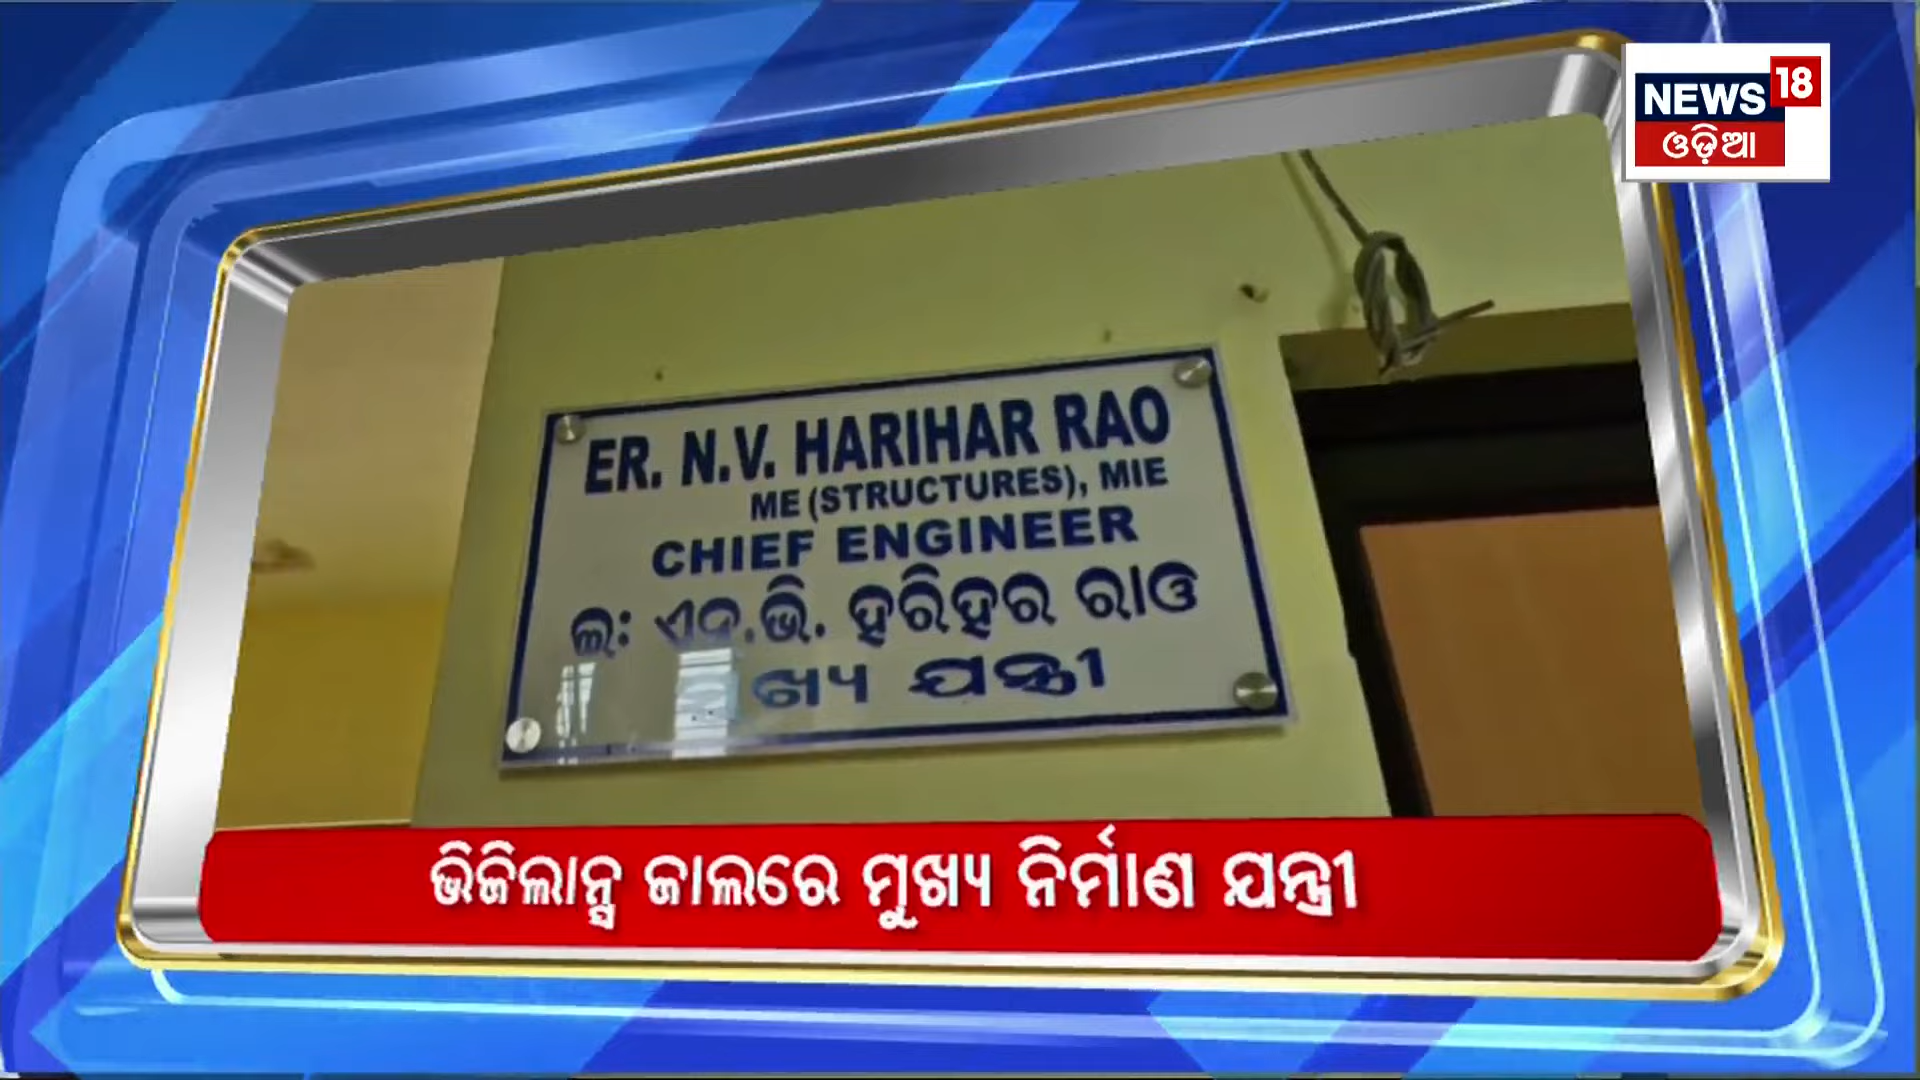 NEWS 18
ଓଡ଼ିଆ
ER. N.V. HARIHAR RAO
ME (STRUCTURES), MIE
CHIEF ENGINEER
ଇଃ ଏନ.ଭି. ହରିହର ରାଓ
ଯନ୍ତ୍ରୀ
ଭିଜିଲାନ୍ସ ଜାଲରେ ମୁଖ୍ୟ ନିର୍ମାଣ ଯନ୍ତ୍ରୀ